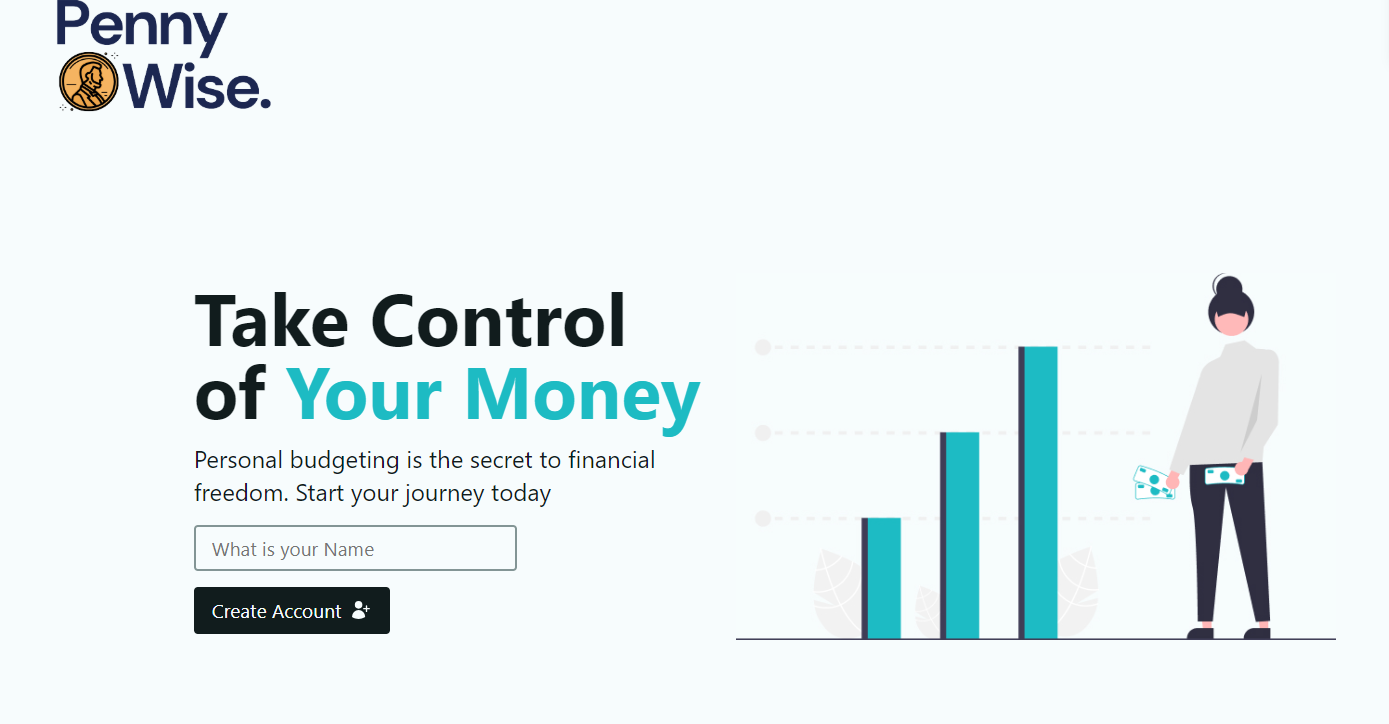 Penny
Wise.
Take Control
of Your Money
Personal budgeting is the secret to financial
freedom. Start your journey today
What is your Name
Create Account